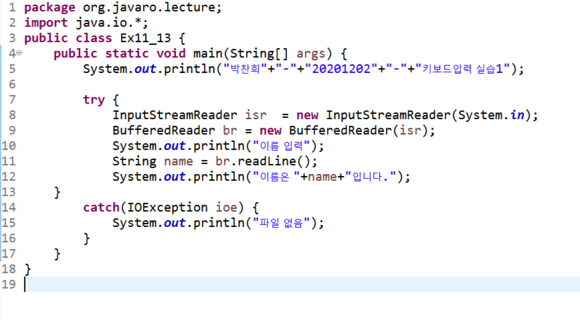 1 package org.javaro.lecture;
2 import java.io.*;
3 public class Ex11_13 {
4 public static void main(String[] args) {
5 System.out.println("박찬희"+"-"+"20201202"+"-"+"키보드입력 실습1");
6
7 try {
8 InputStreamReader isr  = new InputStreamReader(System.in);
9 BufferedReader br = new BufferedReader(isr);
10 System.out.println("이름 입력");
11 String name = br.readLine();
12 System.out.println("이름은 "+name+"입니다.");
13 }
14 catch(IOException ioe) {
15 System.out.println("파일 없음");
16 }
17 }
18 }
19